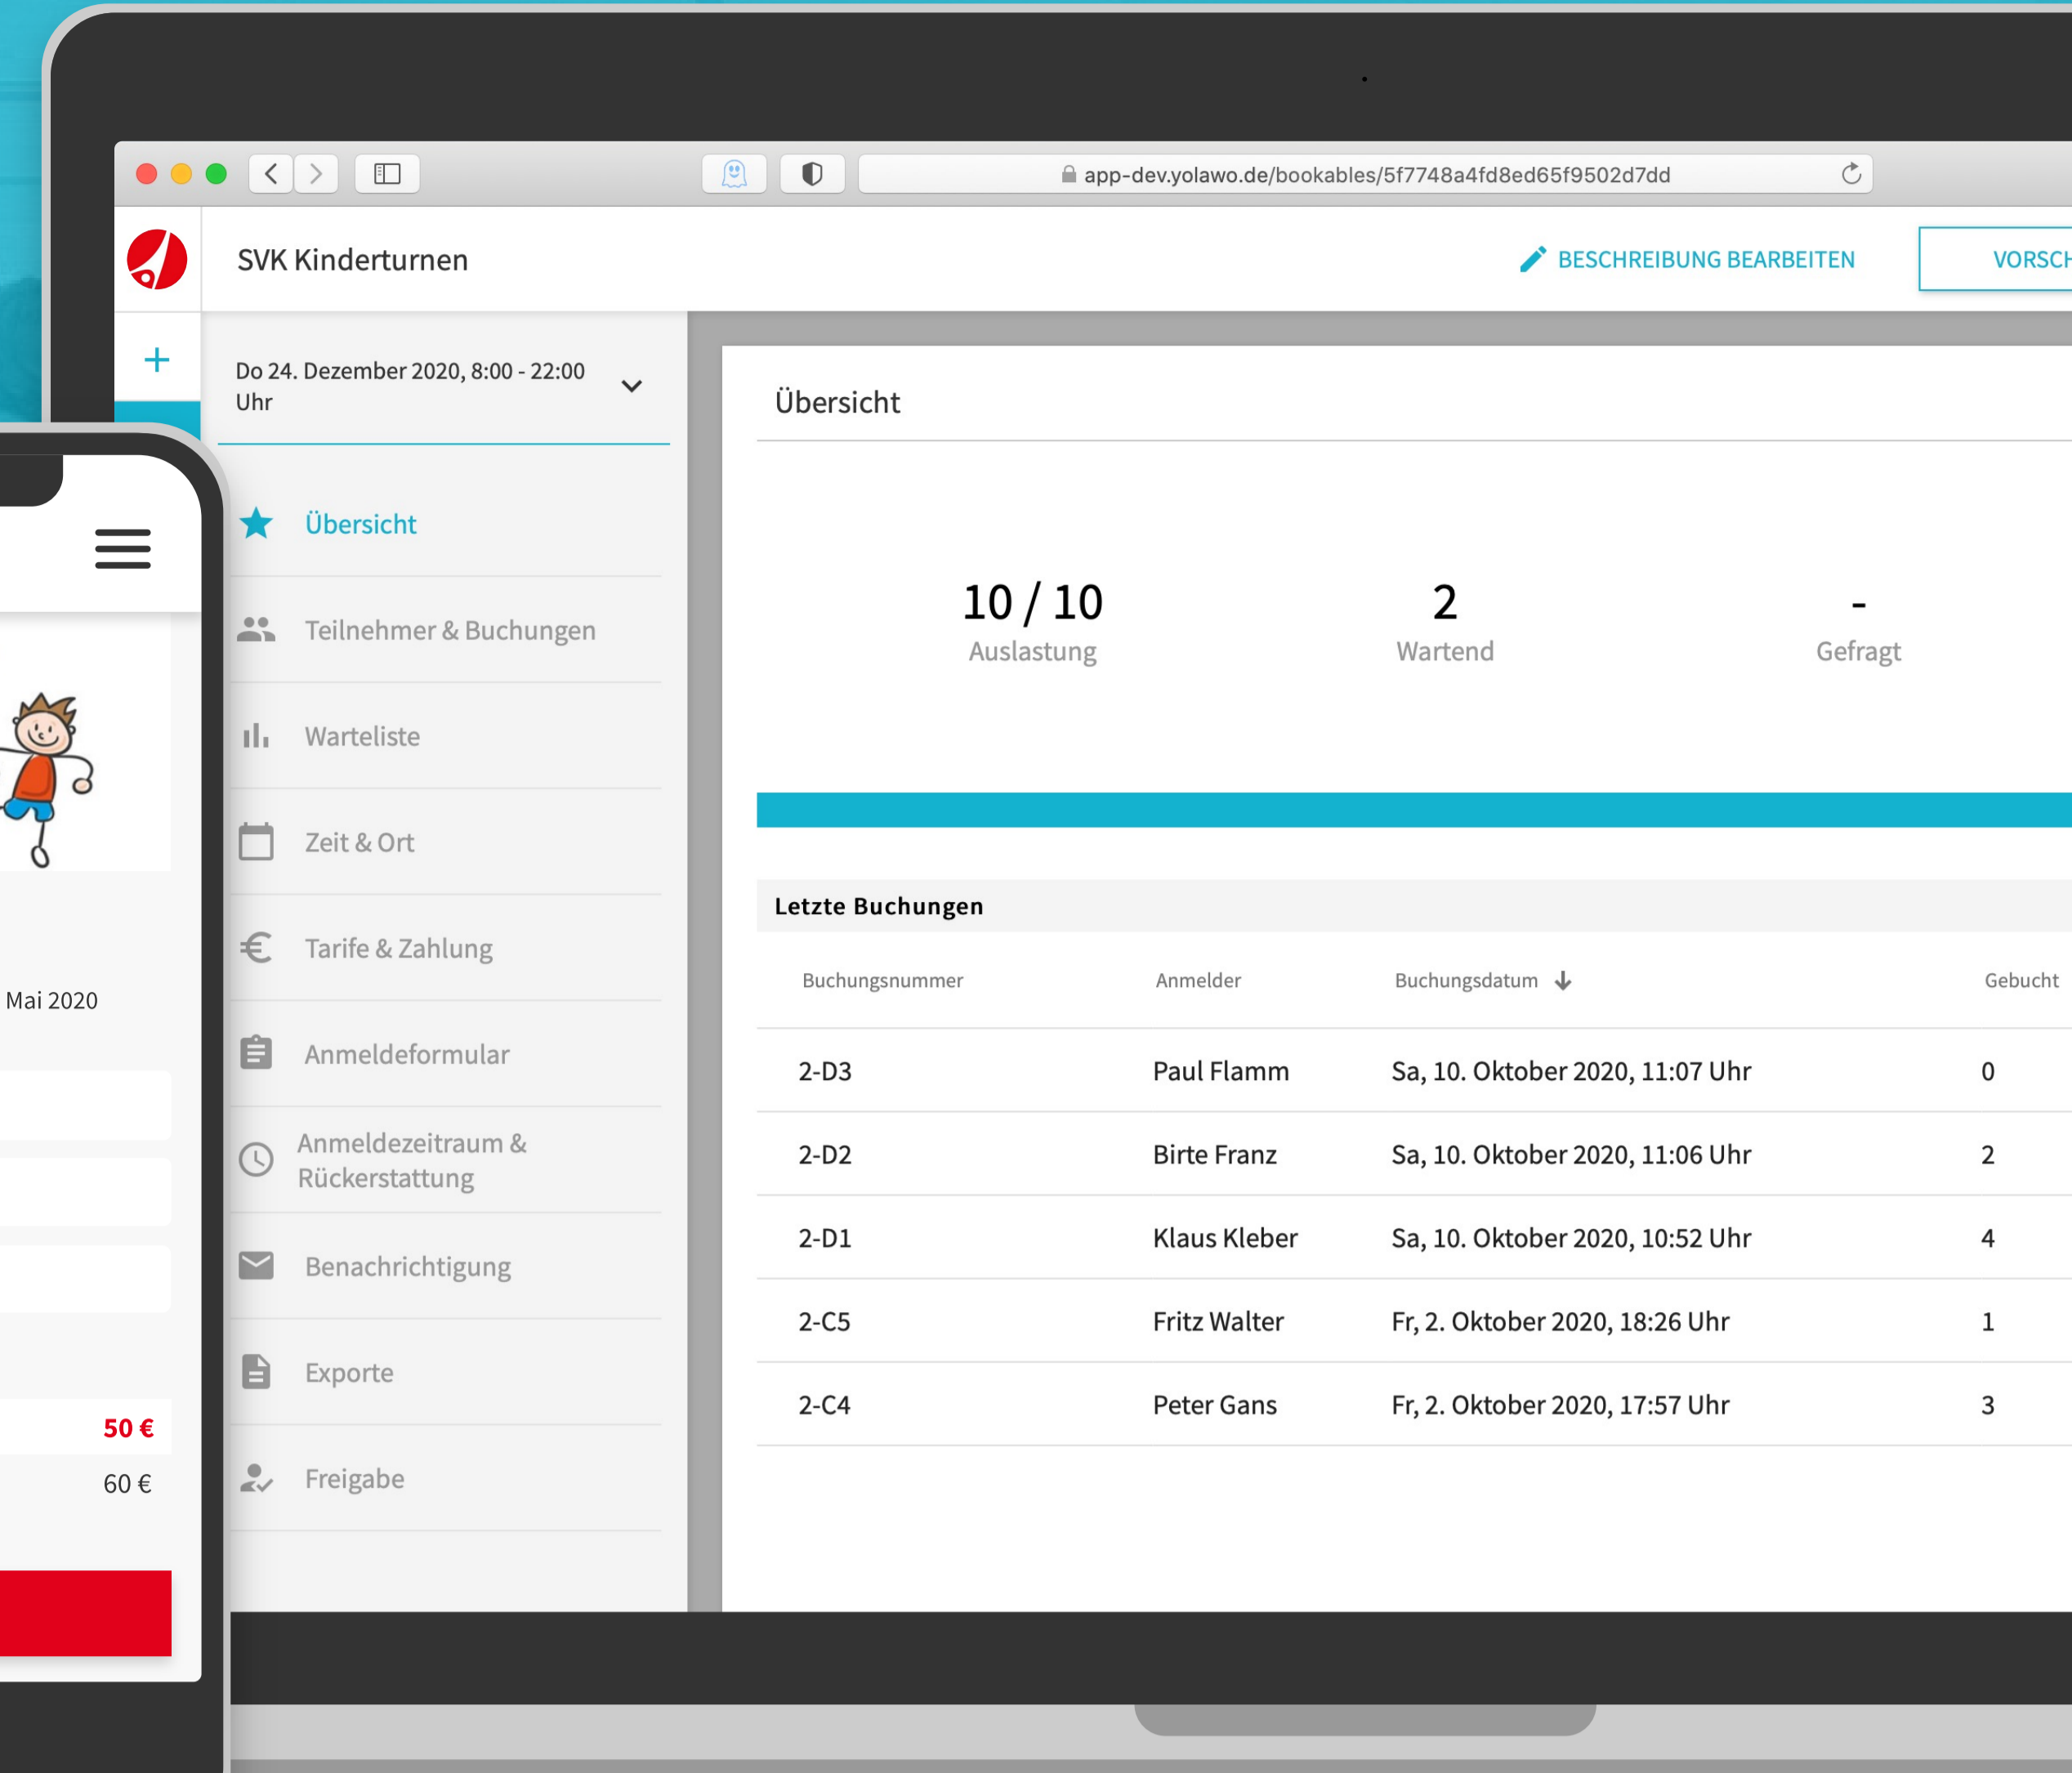 app-dev.yolawo.de/bookables/5f7748a4fd8ed65f9502d7dd
SVK Kinderturnen
BESCHREIBUNG BEARBEITEN
Do 24. Dezember 2020, 8:00 - 22:00
Uhr
Übersicht
Teilnehmer & Buchungen
Warteliste
Zeit & Ort
Tarife & Zahlung
Anmeldeformular
Anmeldezeitraum &
Rückerstattung
Benachrichtigung
Exporte
Freigabe
Übersicht
10 / 10
Auslastung
2
Wartend
-
Gefragt
Letzte Buchungen
Buchungsnummer Anmelder Buchungsdatum Gebucht
2-D3 Paul Flamm Sa, 10. Oktober 2020, 11:07 Uhr 0
2-D2 Birte Franz Sa, 10. Oktober 2020, 11:06 Uhr 2
2-D1 Klaus Kleber Sa, 10. Oktober 2020, 10:52 Uhr 4
2-C5 Fritz Walter Fr, 2. Oktober 2020, 18:26 Uhr 1
2-C4 Peter Gans Fr, 2. Oktober 2020, 17:57 Uhr 3
Mai 2020
50 €
60 €